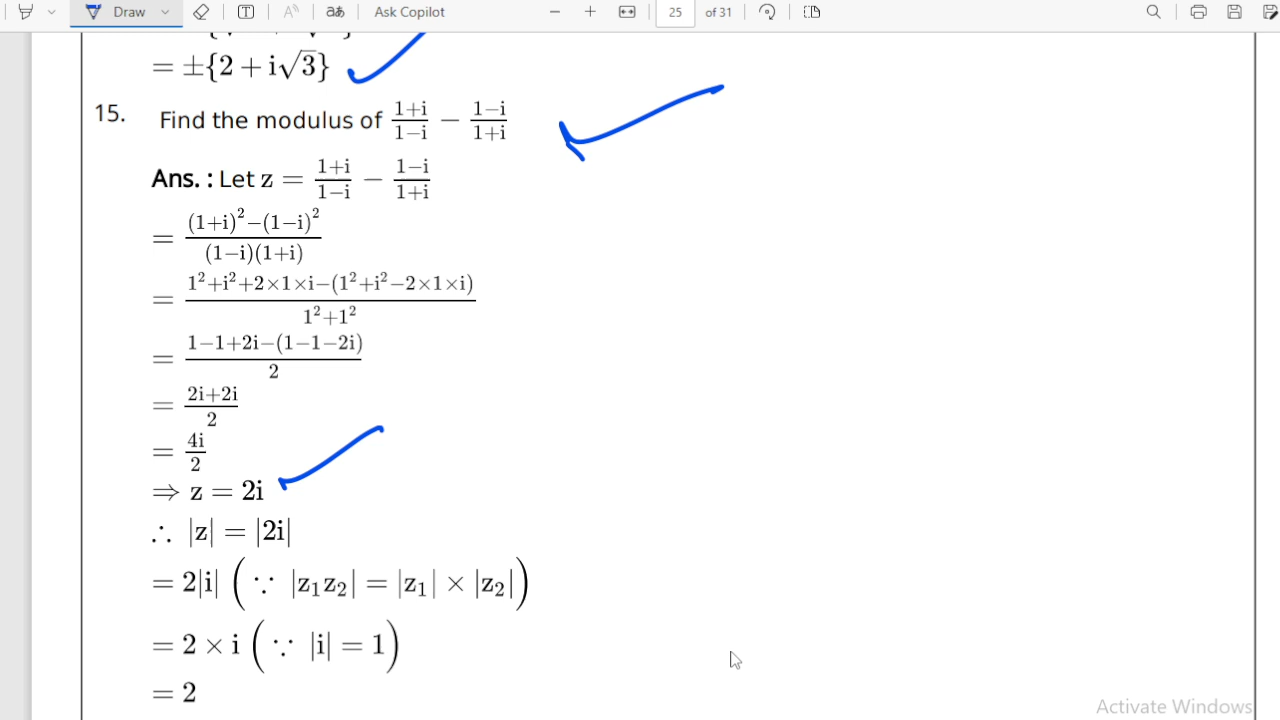 Draw aあ Ask Copilot − + 25 of 31
= ±{2 + i√3}
15. Find the modulus of (1+i)/(1−i) − (1−i)/(1+i)
Ans. : Let z = (1+i)/(1−i) − (1−i)/(1+i)
= ((1+i)² − (1−i)²)/((1−i)(1+i))
= (1²+i²+2×1×i−(1²+i²−2×1×i))/(1²+1²)
= (1−1+2i−(1−1−2i))/2
= (2i+2i)/2
= 4i/2
⇒ z = 2i
∴ |z| = |2i|
= 2|i| (∵ |z₁z₂| = |z₁| × |z₂|)
= 2 × i (∵ |i| = 1)
= 2
Activate Windows